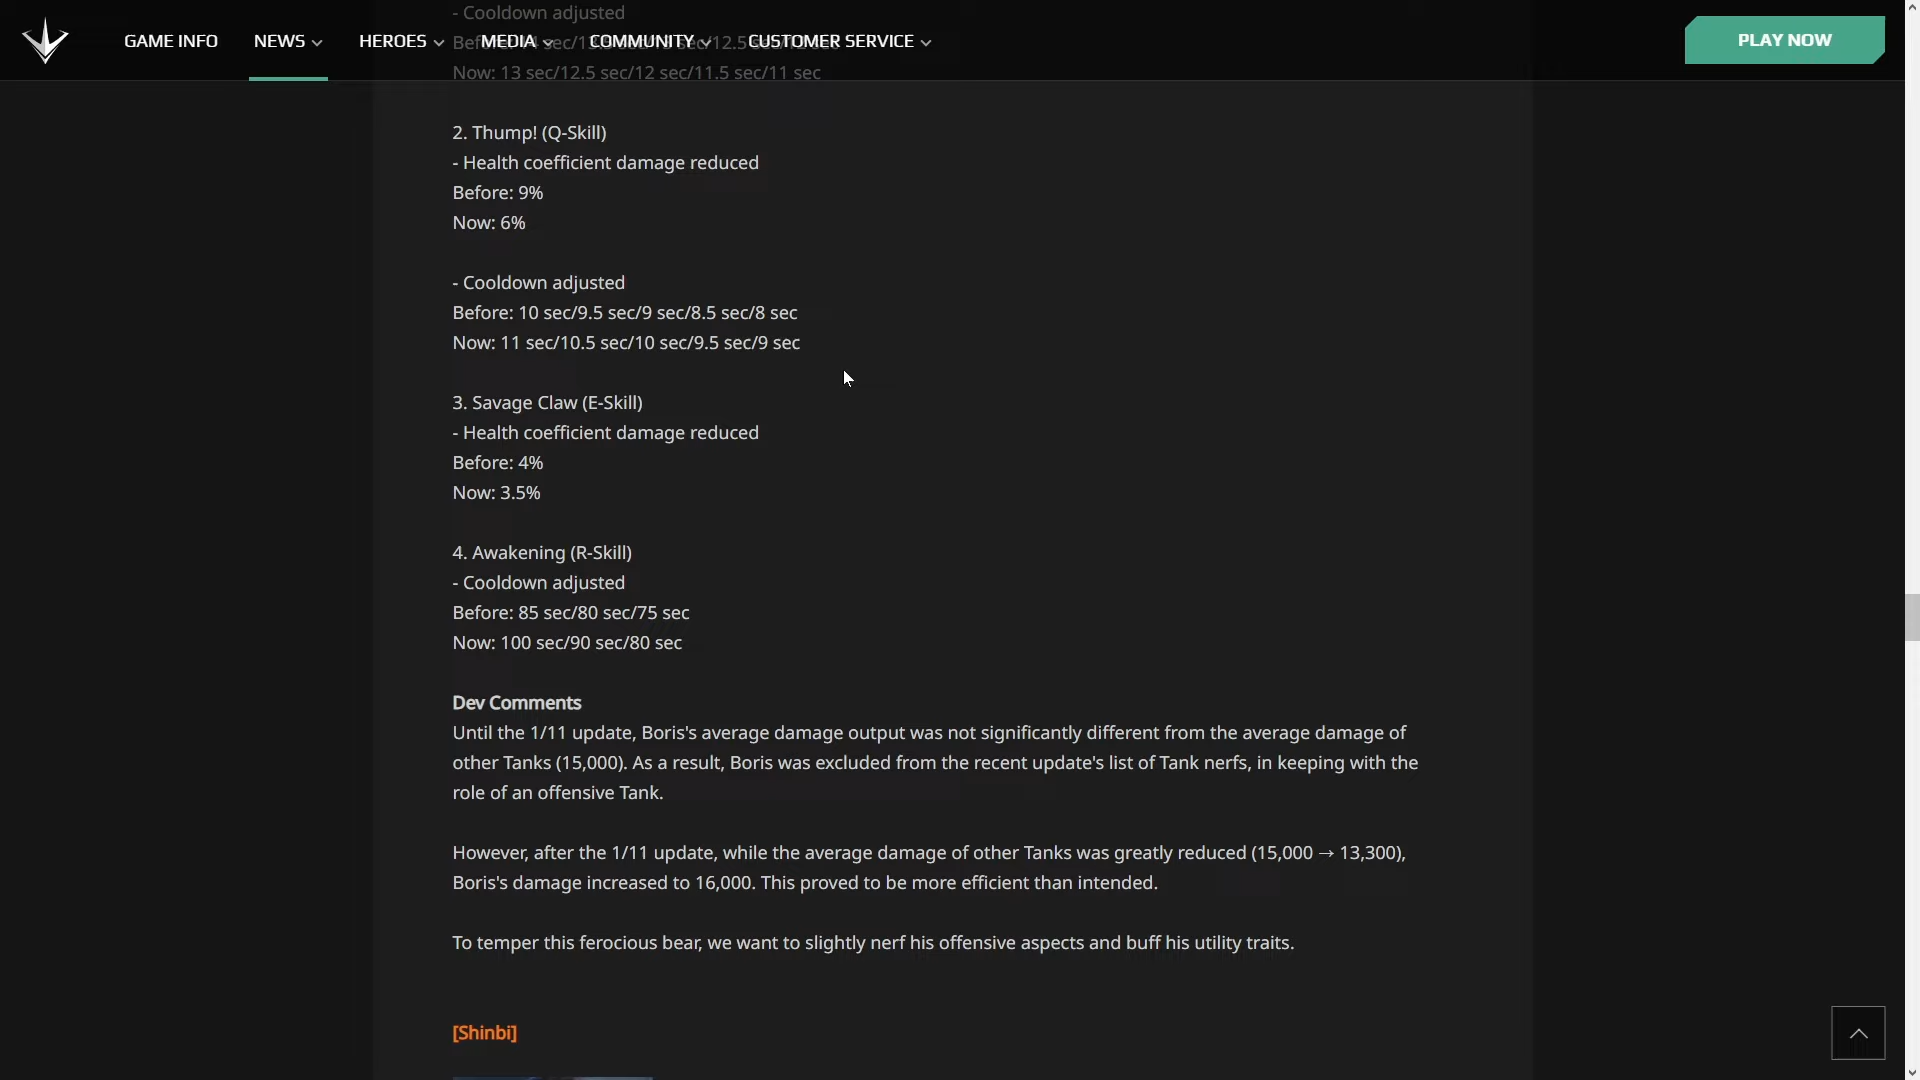 - Cooldown adjusted
GAME INFO
NEWS
HEROES
MEDIA
COMMUNITY
CUSTOMER SERVICE
PLAY NOW
Now: 13 sec/12.5 sec/12 sec/11.5 sec/11 sec
2. Thump! (Q-Skill)
- Health coefficient damage reduced
Before: 9%
Now: 6%
- Cooldown adjusted
Before: 10 sec/9.5 sec/9 sec/8.5 sec/8 sec
Now: 11 sec/10.5 sec/10 sec/9.5 sec/9 sec
3. Savage Claw (E-Skill)
- Health coefficient damage reduced
Before: 4%
Now: 3.5%
4. Awakening (R-Skill)
- Cooldown adjusted
Before: 85 sec/80 sec/75 sec
Now: 100 sec/90 sec/80 sec
Dev Comments
Until the 1/11 update, Boris's average damage output was not significantly different from the average damage of
other Tanks (15,000). As a result, Boris was excluded from the recent update's list of Tank nerfs, in keeping with the
role of an offensive Tank.
However, after the 1/11 update, while the average damage of other Tanks was greatly reduced (15,000 → 13,300),
Boris's damage increased to 16,000. This proved to be more efficient than intended.
To temper this ferocious bear, we want to slightly nerf his offensive aspects and buff his utility traits.
[Shinbi]